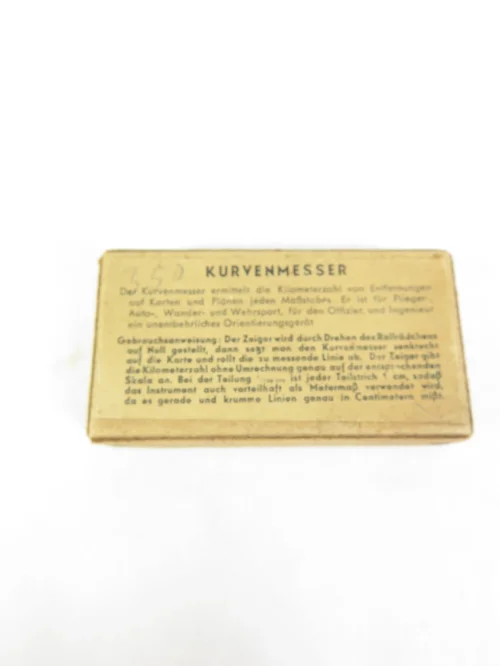 3.50
KURVENMESSER
Der Kurvenmesser ermittelt die Kilometerzahl von Entfernungen
auf Karten und Plänen jeden Maßstabes. Er ist für Flieger-
Auto-, Wander- und Wehrsport, für den Offizier und Ingenieur
ein unentbehrliches Orientierungsgerät
Gebrauchsanweisung: Der Zeiger wird durch Drehen des Rollrädchens
auf Null gestellt, dann setzt man den Kurvenmesser senkrecht
auf die Karte und rollt die zu messende Linie ab. Der Zeiger gibt
die Kilometerzahl ohne Umrechnung genau auf der entsprechenden
Skala an. Bei der Teilung ist jeder Teilstrich 1 cm, sodaß
das Instrument auch vorteilhaft als Metermaß verwendet wird,
da es gerade und krumme Linien genau in Centimetern mißt.